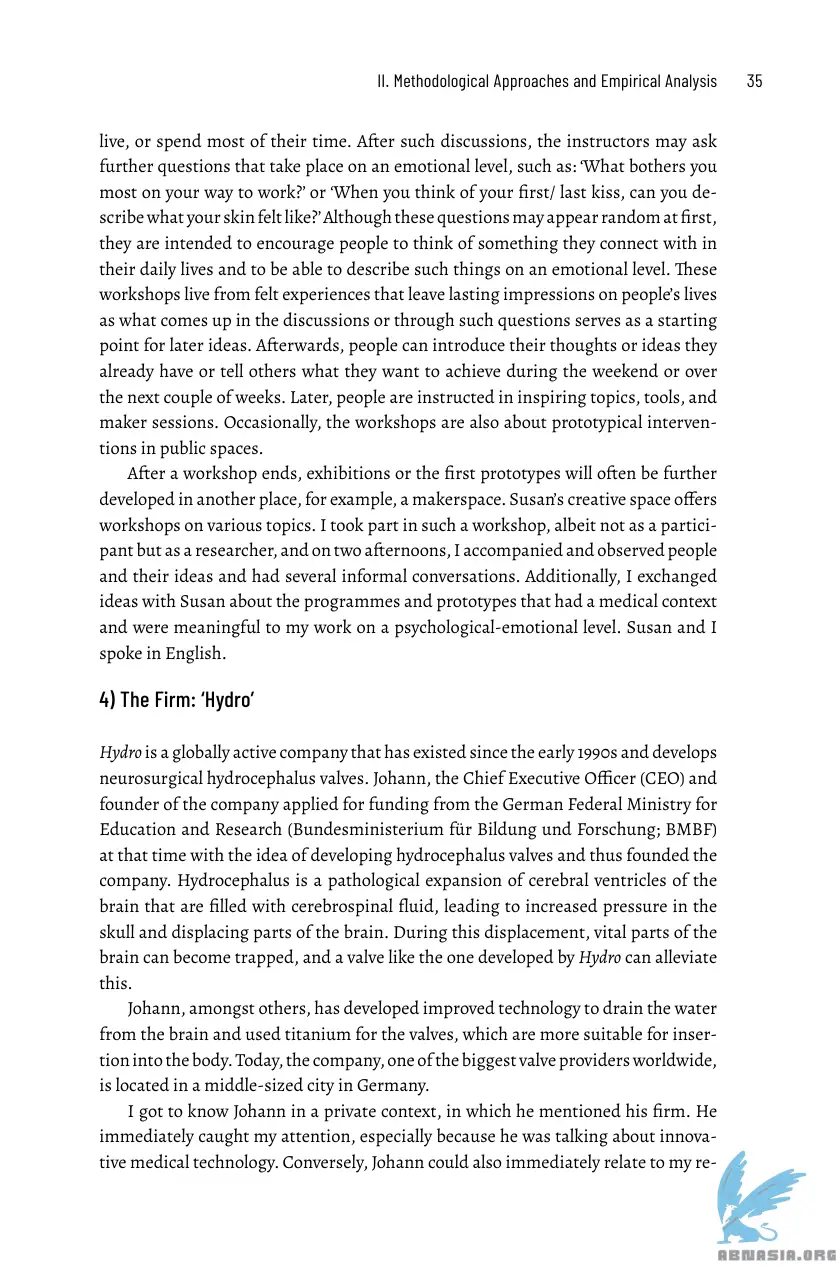 II. Methodological Approaches and Empirical Analysis 35
live, or spend most of their time. After such discussions, the instructors may ask
further questions that take place on an emotional level, such as: ‘What bothers you
most on your way to work?’ or ‘When you think of your first/ last kiss, can you de-
scribe what your skin felt like?’ Although these questions may appear random at first,
they are intended to encourage people to think of something they connect with in
their daily lives and to be able to describe such things on an emotional level. These
workshops live from felt experiences that leave lasting impressions on people’s lives
as what comes up in the discussions or through such questions serves as a starting
point for later ideas. Afterwards, people can introduce their thoughts or ideas they
already have or tell others what they want to achieve during the weekend or over
the next couple of weeks. Later, people are instructed in inspiring topics, tools, and
maker sessions. Occasionally, the workshops are also about prototypical interven-
tions in public spaces.
After a workshop ends, exhibitions or the first prototypes will often be further
developed in another place, for example, a makerspace. Susan’s creative space offers
workshops on various topics. I took part in such a workshop, albeit not as a partici-
pant but as a researcher, and on two afternoons, I accompanied and observed people
and their ideas and had several informal conversations. Additionally, I exchanged
ideas with Susan about the programmes and prototypes that had a medical context
and were meaningful to my work on a psychological-emotional level. Susan and I
spoke in English.
4) The Firm: ‘Hydro’
Hydro is a globally active company that has existed since the early 1990s and develops
neurosurgical hydrocephalus valves. Johann, the Chief Executive Officer (CEO) and
founder of the company applied for funding from the German Federal Ministry for
Education and Research (Bundesministerium für Bildung und Forschung; BMBF)
at that time with the idea of developing hydrocephalus valves and thus founded the
company. Hydrocephalus is a pathological expansion of cerebral ventricles of the
brain that are filled with cerebrospinal fluid, leading to increased pressure in the
skull and displacing parts of the brain. During this displacement, vital parts of the
brain can become trapped, and a valve like the one developed by Hydro can alleviate
this.
Johann, amongst others, has developed improved technology to drain the water
from the brain and used titanium for the valves, which are more suitable for inser-
tion into the body. Today, the company, one of the biggest valve providers worldwide,
is located in a middle-sized city in Germany.
I got to know Johann in a private context, in which he mentioned his firm. He
immediately caught my attention, especially because he was talking about innova-
tive medical technology. Conversely, Johann could also immediately relate to my re-
ABNASIA.ORG